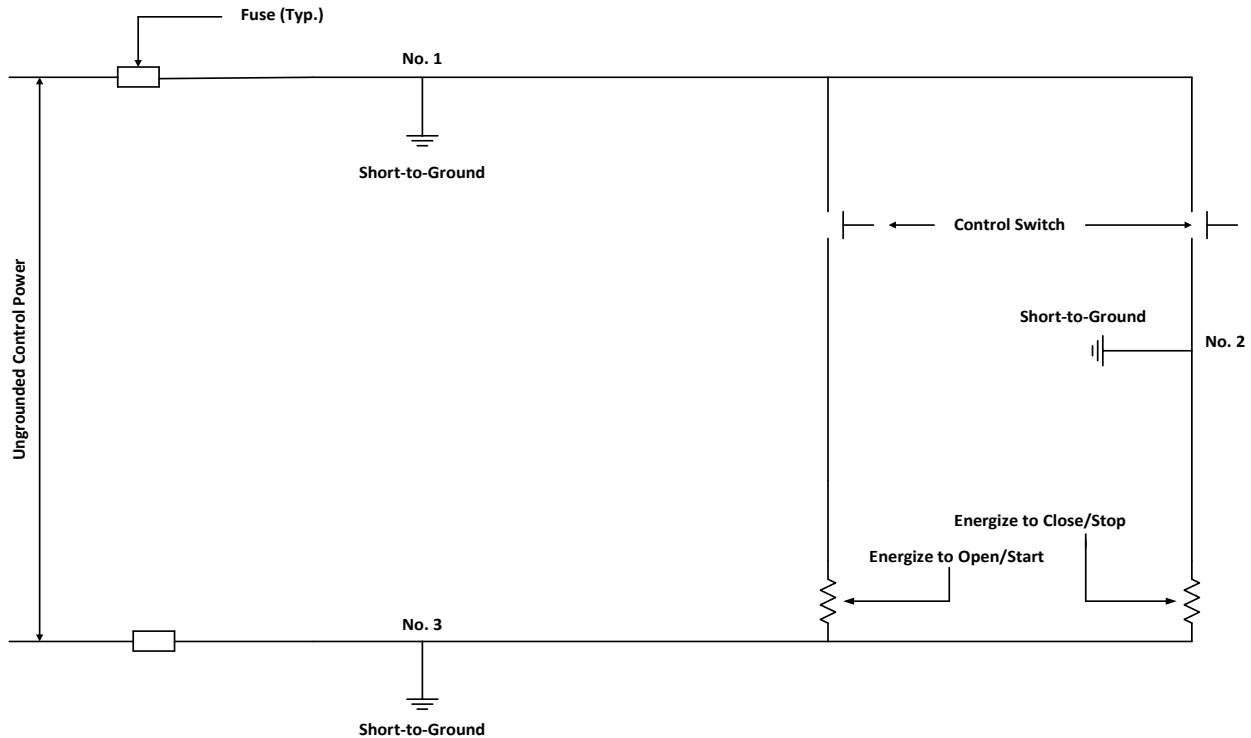 Fuse (Typ.)
No. 1
Short-to-Ground
Control Switch
Ungrounded Control Power
Short-to-Ground
No. 2
Energize to Close/Stop
Energize to Open/Start
No. 3
Short-to-Ground